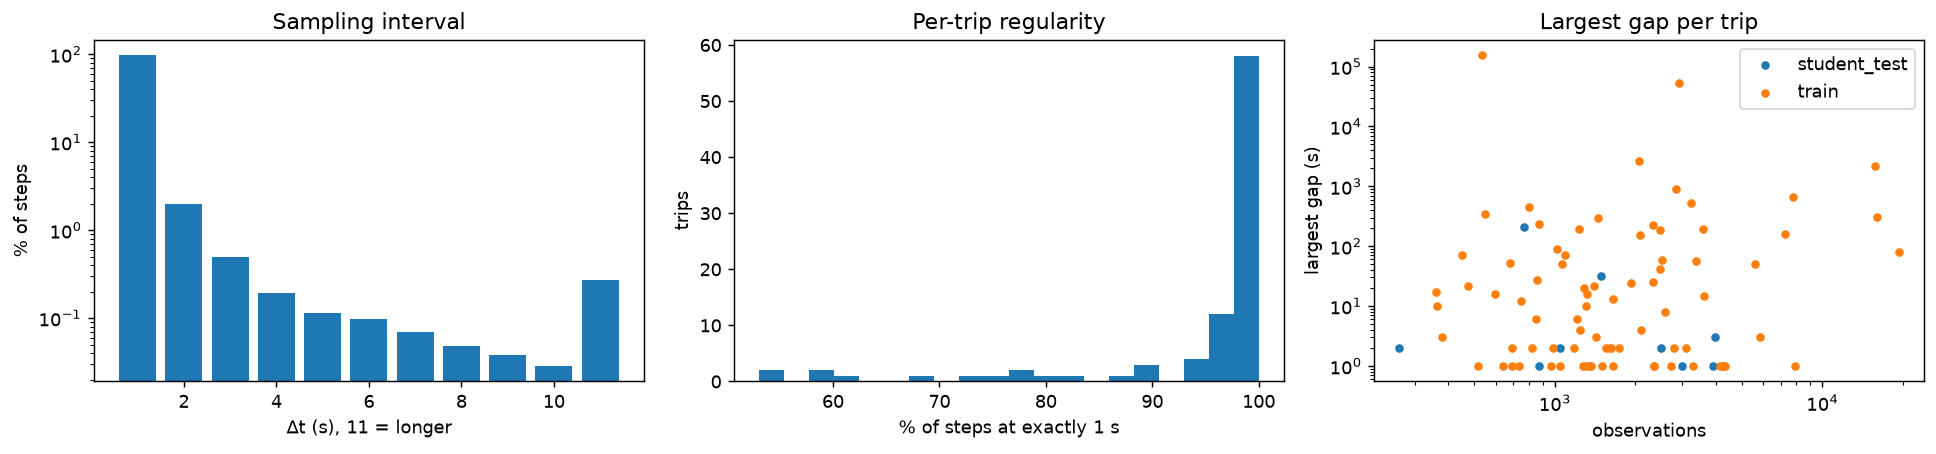 Sampling interval
% of steps
10²
10¹
10⁰
10⁻¹
2 4 6 8 10
Δt (s), 11 = longer
Per-trip regularity
trips
60
50
40
30
20
10
0
60 70 80 90 100
% of steps at exactly 1 s
Largest gap per trip
largest gap (s)
10⁵
10⁴
10³
10²
10¹
10⁰
student_test
train
10³ 10⁴
observations